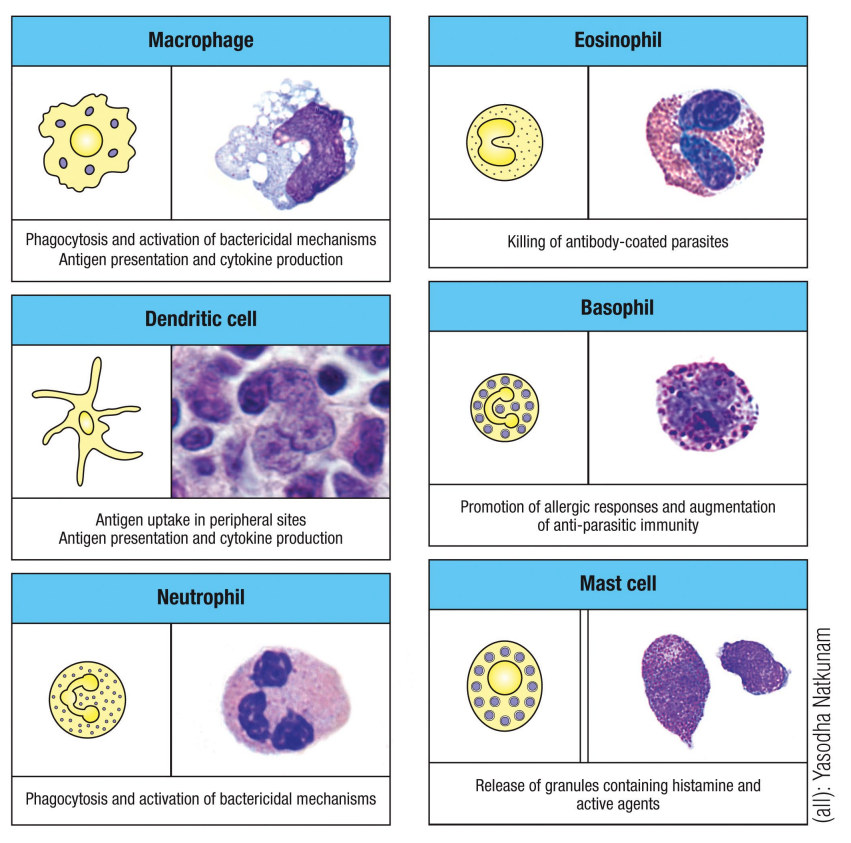 Macrophage
Phagocytosis and activation of bactericidal mechanisms
Antigen presentation and cytokine production
Dendritic cell
Antigen uptake in peripheral sites
Antigen presentation and cytokine production
Neutrophil
Phagocytosis and activation of bactericidal mechanisms
Eosinophil
Killing of antibody-coated parasites
Basophil
Promotion of allergic responses and augmentation
of anti-parasitic immunity
Mast cell
Release of granules containing histamine and
active agents
(all): Yasodha Natkunam